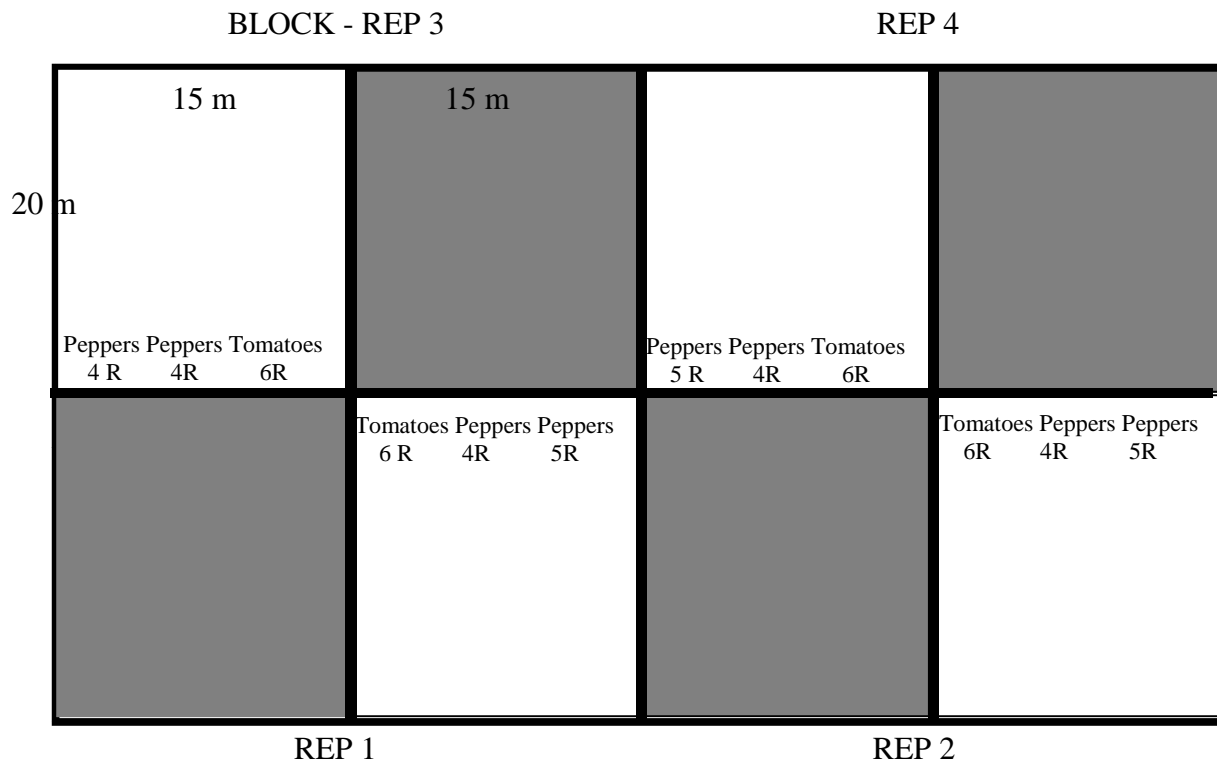 BLOCK - REP 3
REP 4
15 m
15 m
20 m
Peppers Peppers Tomatoes
4 R 4R 6R
Peppers Peppers Tomatoes
5 R 4R 6R
Tomatoes Peppers Peppers
6 R 4R 5R
Tomatoes Peppers Peppers
6R 4R 5R
REP 1
REP 2